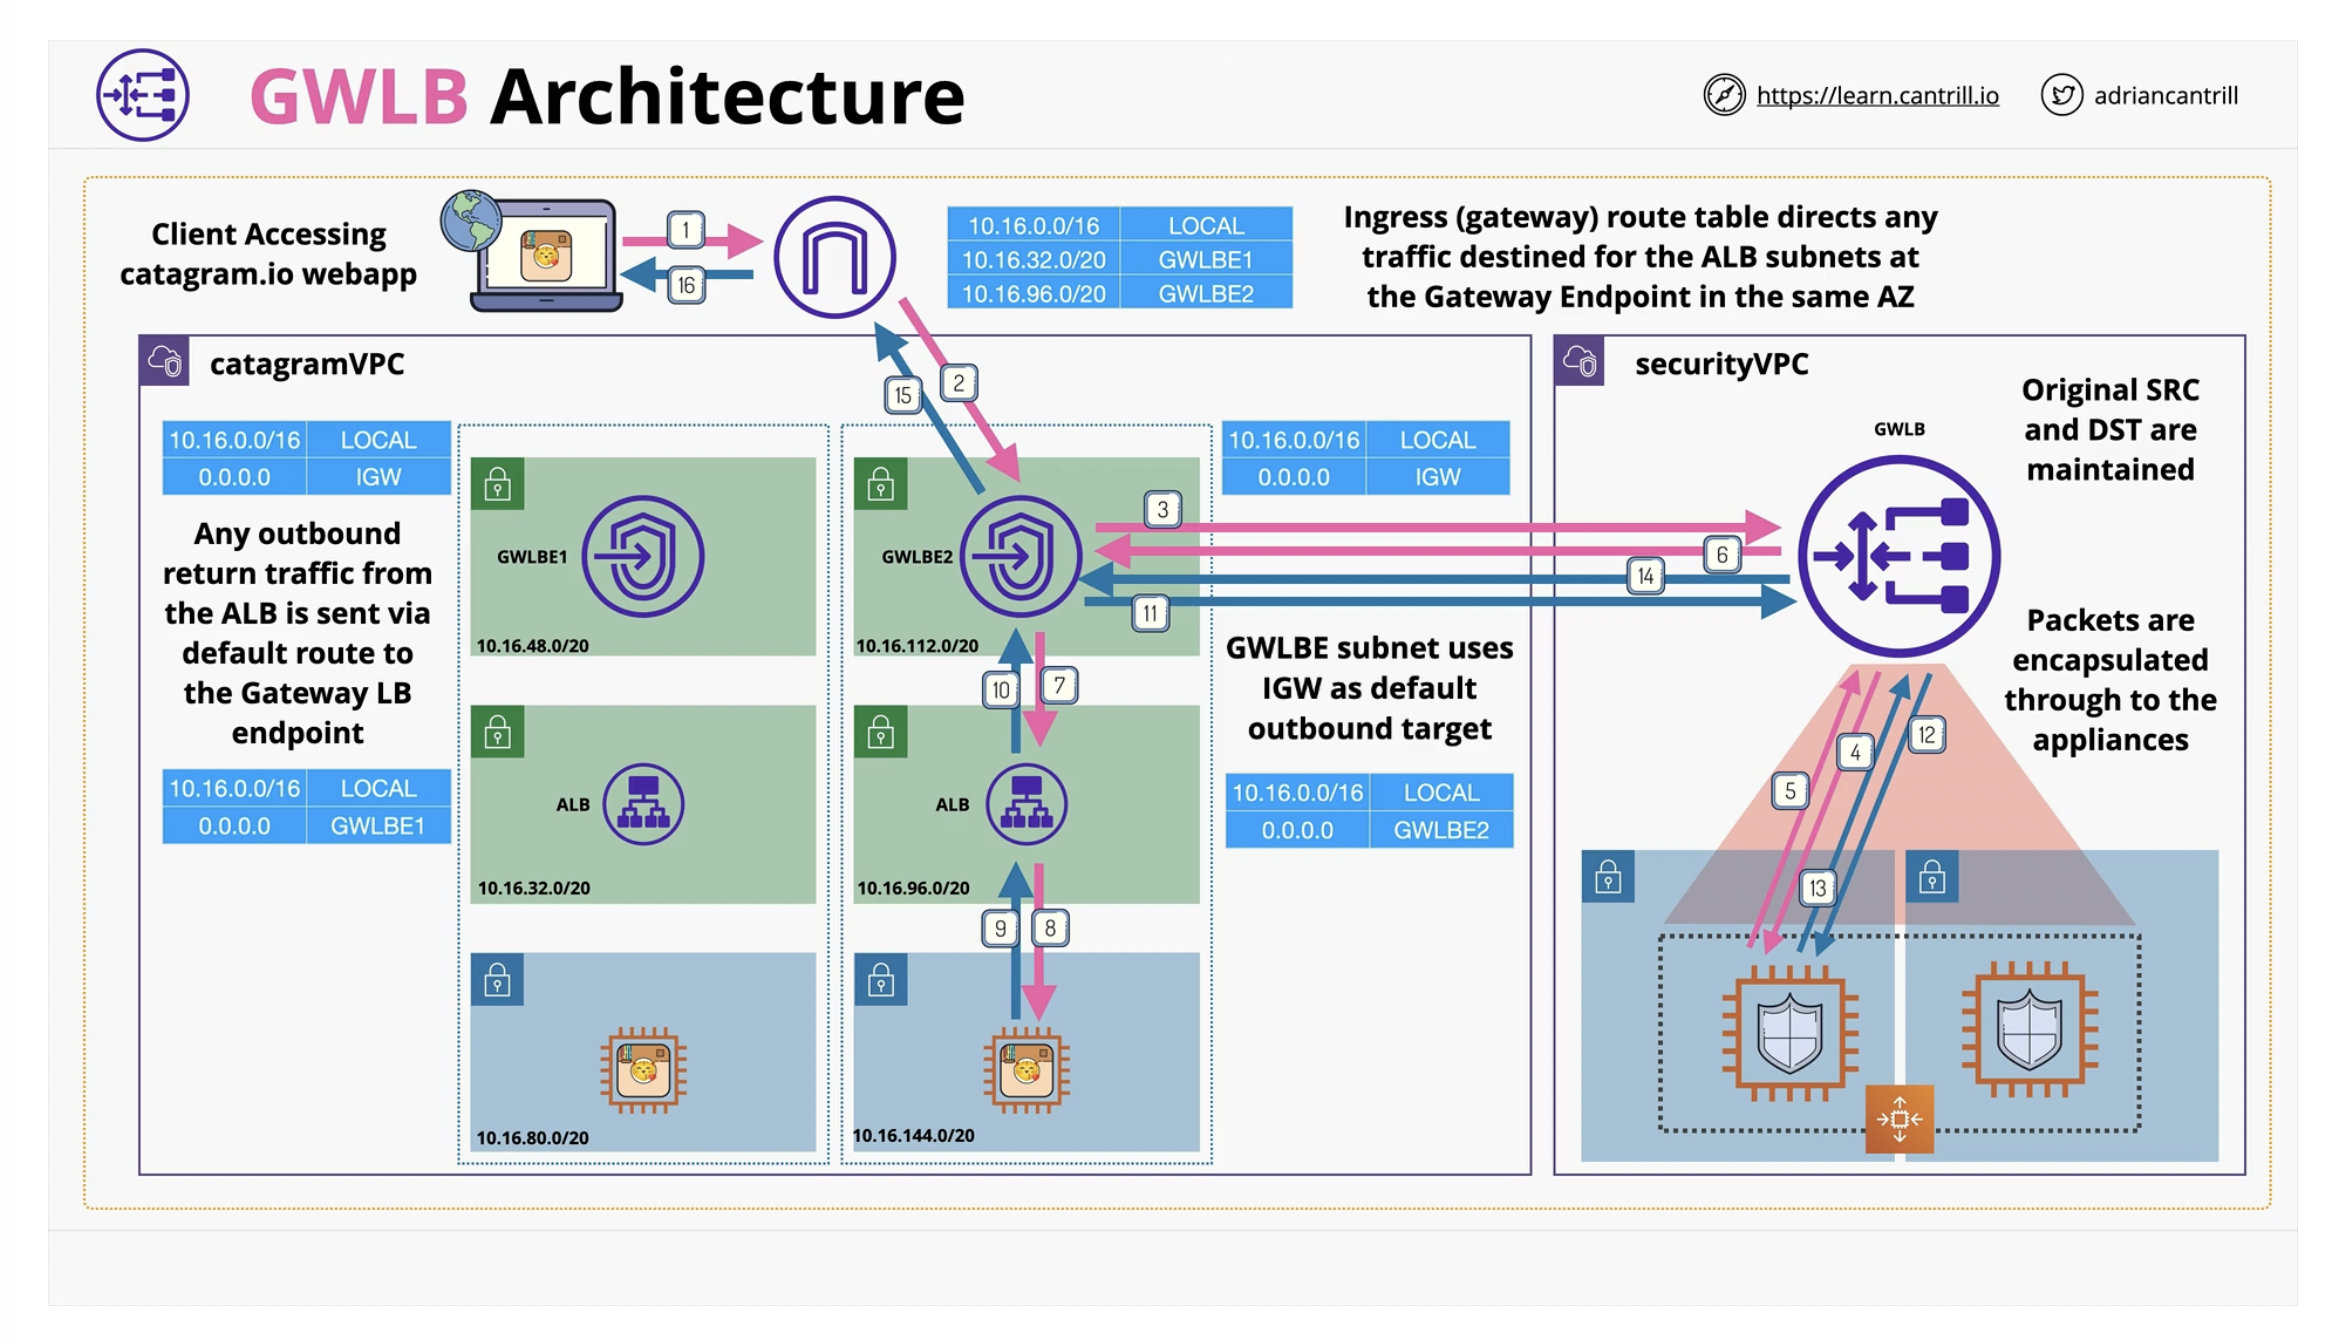 GWLB Architecture
https://learn.cantrill.io
adriancantrill
Client Accessing
catagram.io webapp
1
16
10.16.0.0/16 LOCAL
10.16.32.0/20 GWLBE1
10.16.96.0/20 GWLBE2
Ingress (gateway) route table directs any
traffic destined for the ALB subnets at
the Gateway Endpoint in the same AZ
catagramVPC
15
2
10.16.0.0/16 LOCAL
0.0.0.0 IGW
Any outbound
return traffic from
the ALB is sent via
default route to
the Gateway LB
endpoint
10.16.0.0/16 LOCAL
0.0.0.0 GWLBE1
GWLBE1
10.16.48.0/20
ALB
10.16.32.0/20
10.16.80.0/20
GWLBE2
10.16.112.0/20
10
7
ALB
10.16.96.0/20
9
8
10.16.144.0/20
10.16.0.0/16 LOCAL
0.0.0.0 IGW
3
6
14
11
GWLBE subnet uses
IGW as default
outbound target
10.16.0.0/16 LOCAL
0.0.0.0 GWLBE2
securityVPC
GWLB
Original SRC
and DST are
maintained
Packets are
encapsulated
through to the
appliances
12
4
5
13